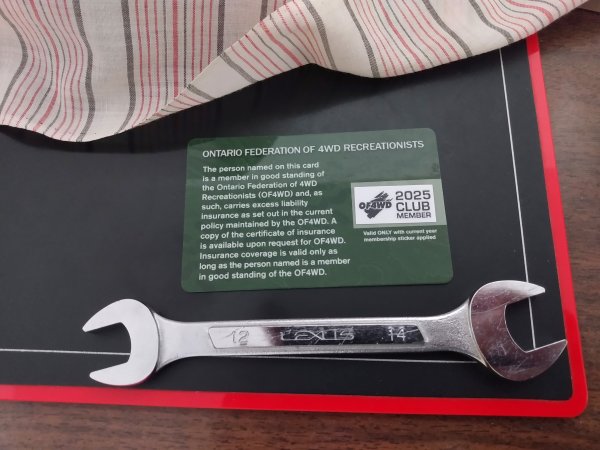 ONTARIO FEDERATION OF 4WD RECREATIONISTS
The person named on this card
is a member in good standing of
the Ontario Federation of 4WD
Recreationists (OF4WD) and, as
such, carries excess liability
insurance as set out in the current
policy maintained by the OF4WD. A
copy of the certificate of insurance
is available upon request for OF4WD.
Insurance coverage is valid only as
long as the person named is a member
in good standing of the OF4WD.
OF4WD
2025
CLUB
MEMBER
Valid ONLY with current year
membership sticker applied
12 LEXUS 14